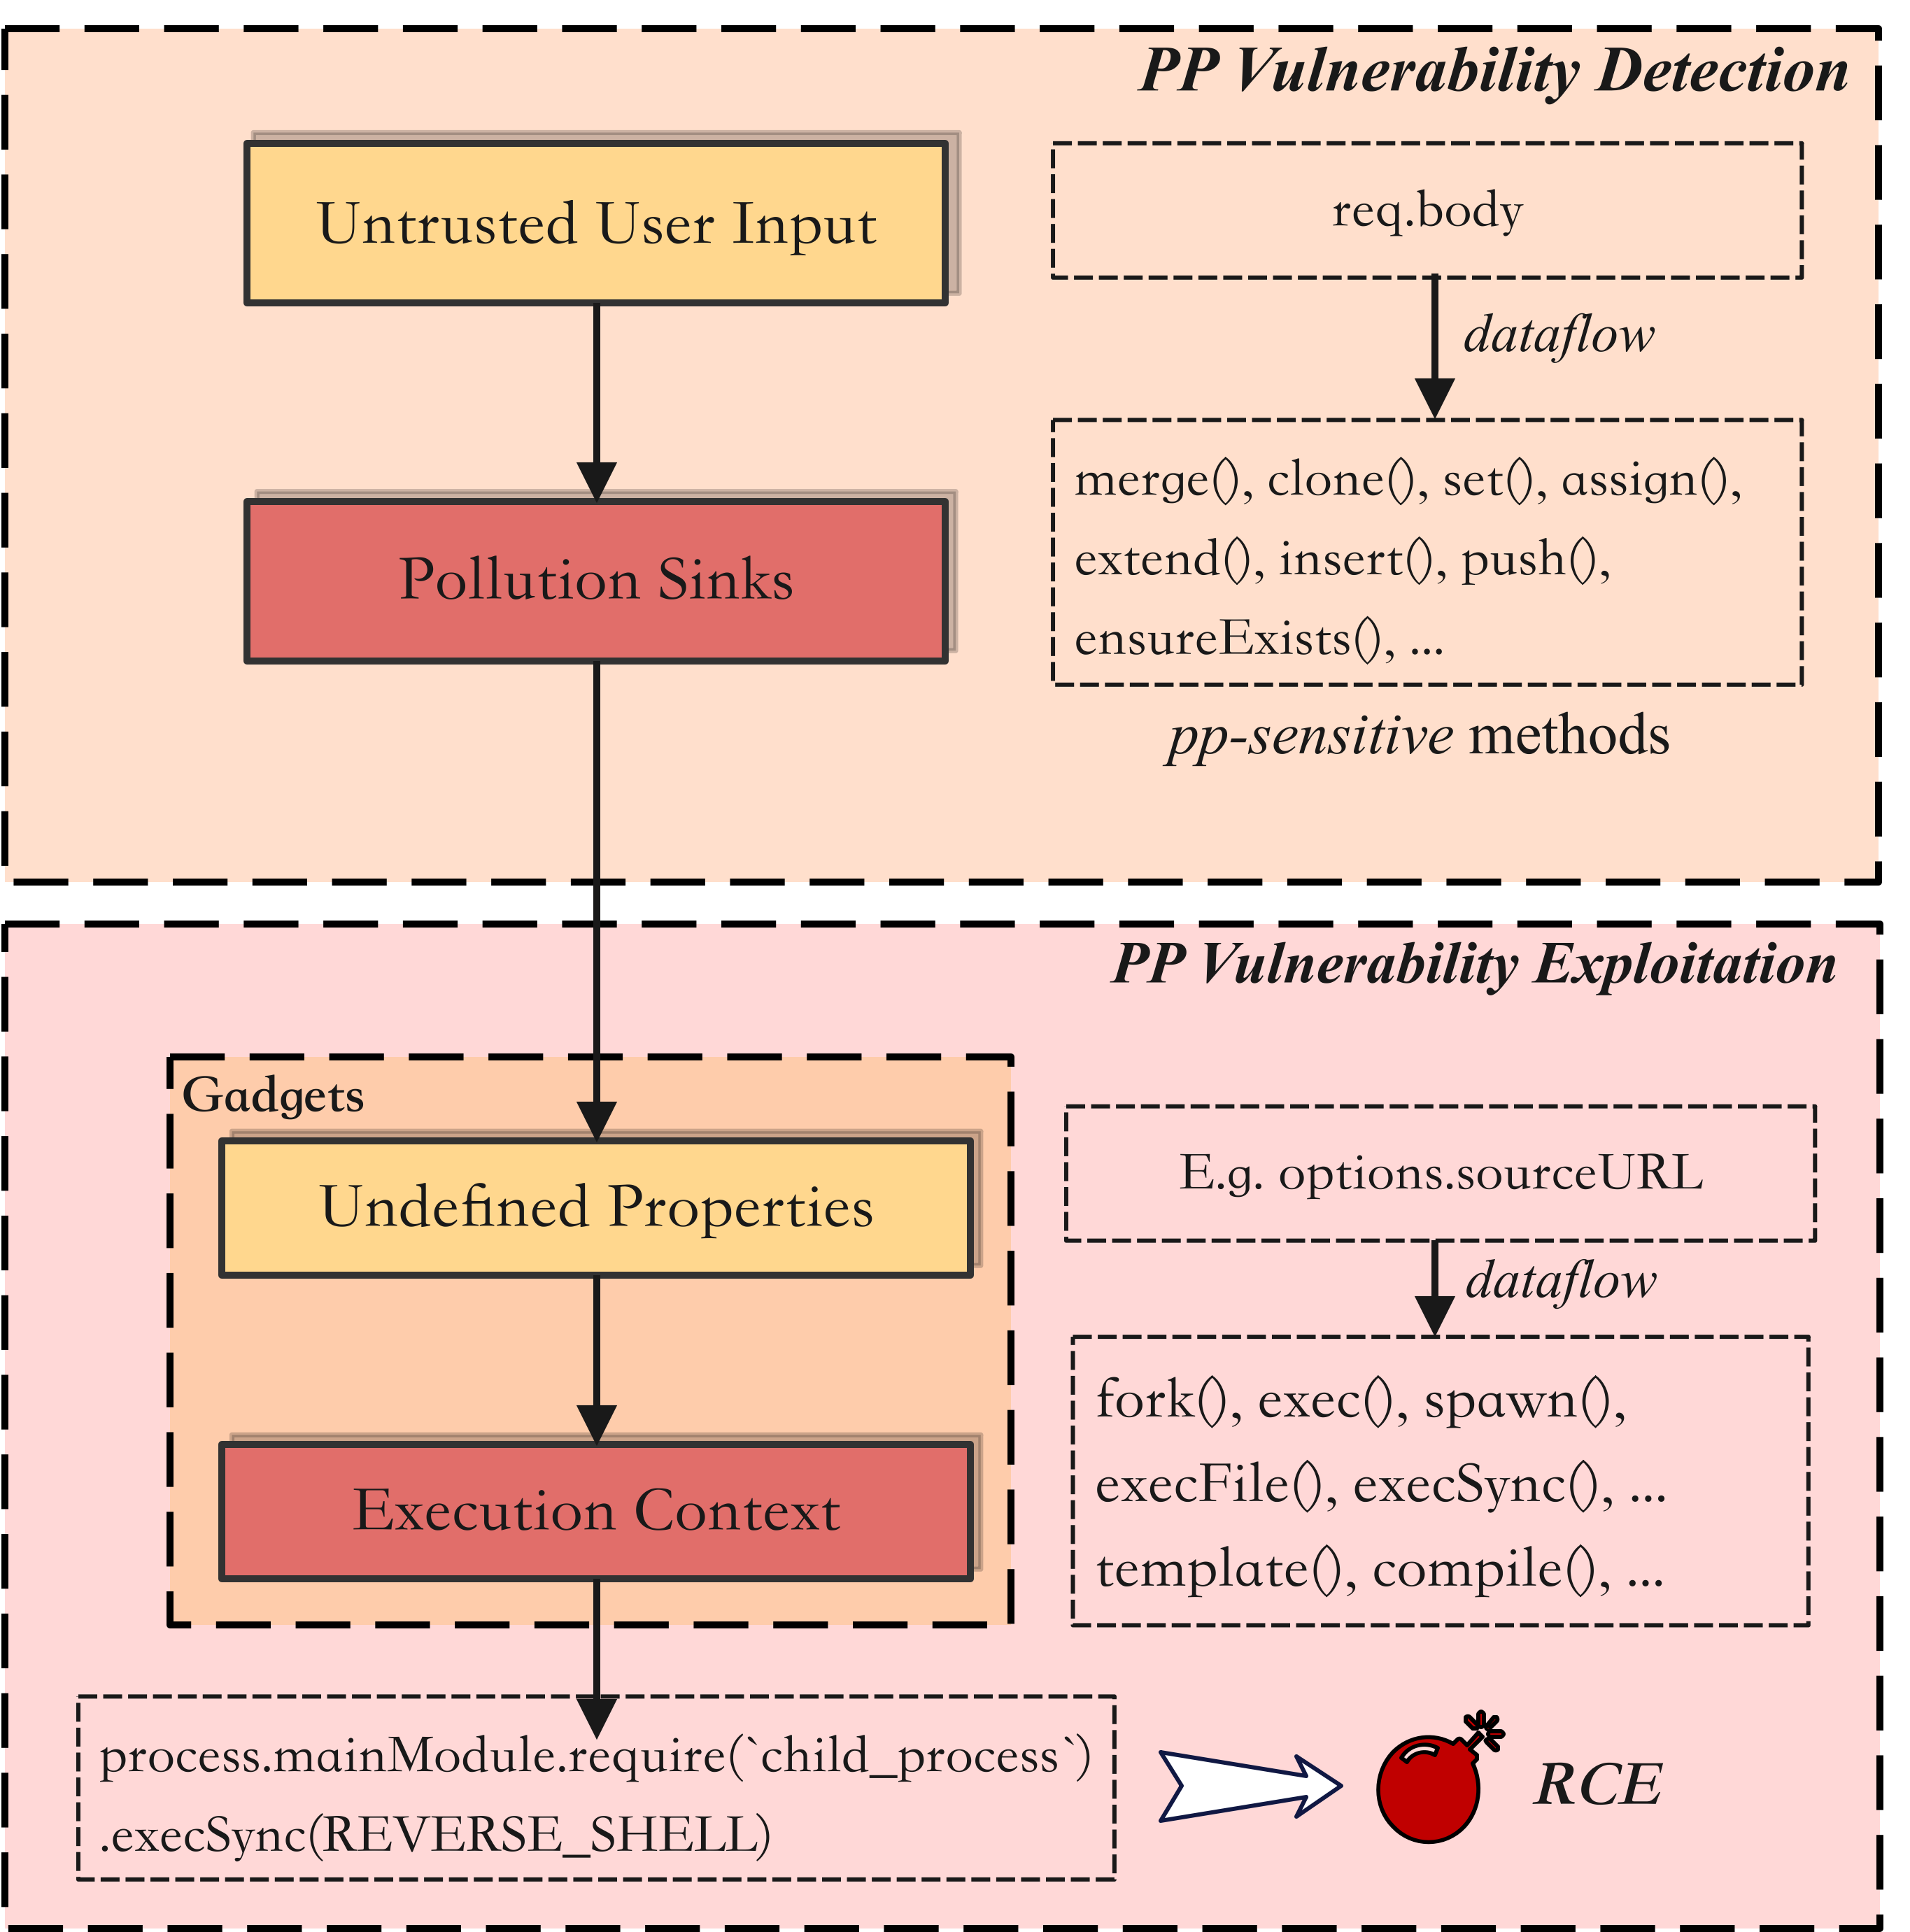 PP Vulnerability Detection
Untrusted User Input
req.body
dataflow
Pollution Sinks
merge(), clone(), set(), assign(),
extend(), insert(), push(),
ensureExists(), ...
pp-sensitive methods
PP Vulnerability Exploitation
Gadgets
Undefined Properties
E.g. options.sourceURL
dataflow
Execution Context
fork(), exec(), spawn(),
execFile(), execSync(), ...
template(), compile(), ...
process.mainModule.require(`child_process`)
.execSync(REVERSE_SHELL)
RCE